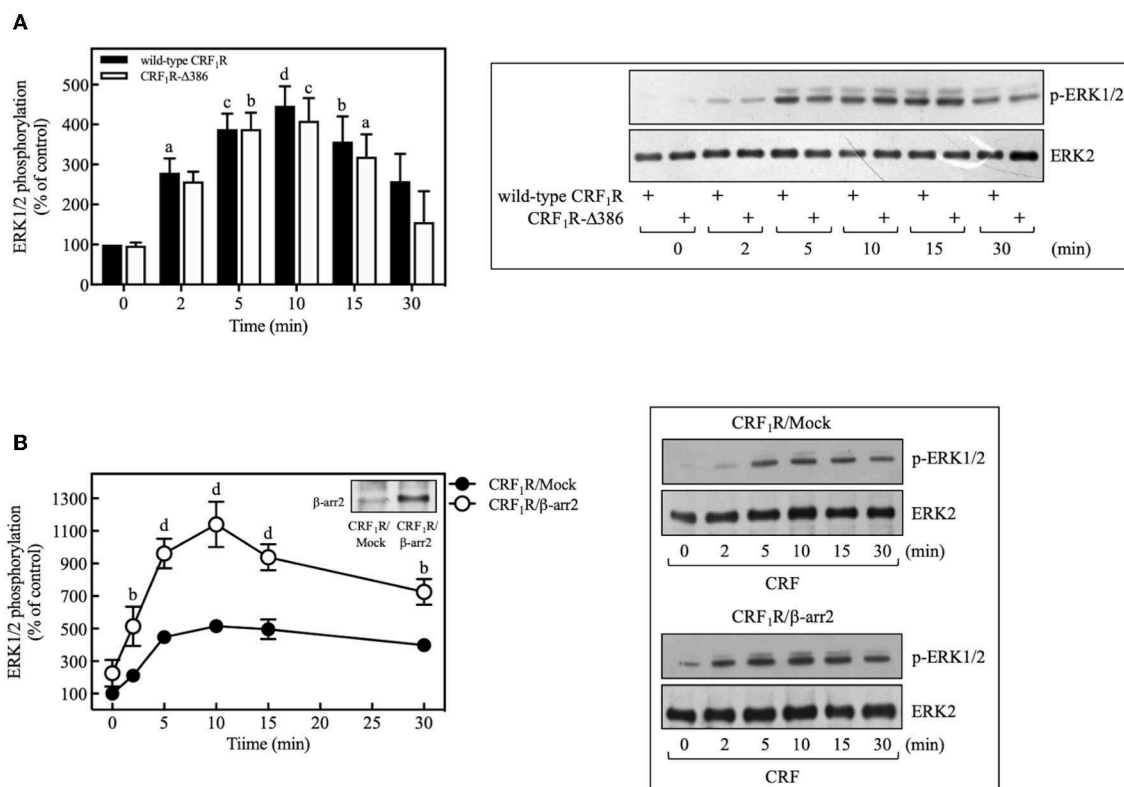 A
wild-type CRF₁R
CRF₁R-Δ386
ERK1/2 phosphorylation
(% of control)
500
400
300
200
100
0
a
c
b
d
c
b
a
0 2 5 10 15 30
Time (min)
p-ERK1/2
ERK2
wild-type CRF₁R + + + + + +
CRF₁R-Δ386 + + + + + +
0 2 5 10 15 30 (min)
B
CRF₁R/Mock
CRF₁R/β-arr2
ERK1/2 phosphorylation
(% of control)
1300
1100
900
700
500
300
100
b
d
d
d
b
β-arr2
CRF₁R/ CRF₁R/
Mock β-arr2
0 5 10 15 20 25 30
Tiime (min)
CRF₁R/Mock
p-ERK1/2
ERK2
0 2 5 10 15 30 (min)
CRF
CRF₁R/β-arr2
p-ERK1/2
ERK2
0 2 5 10 15 30 (min)
CRF